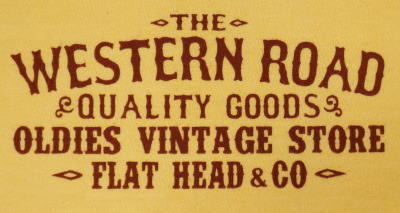 THE
WESTERN ROAD
QUALITY GOODS
OLDIES VINTAGE STORE
FLAT HEAD & CO